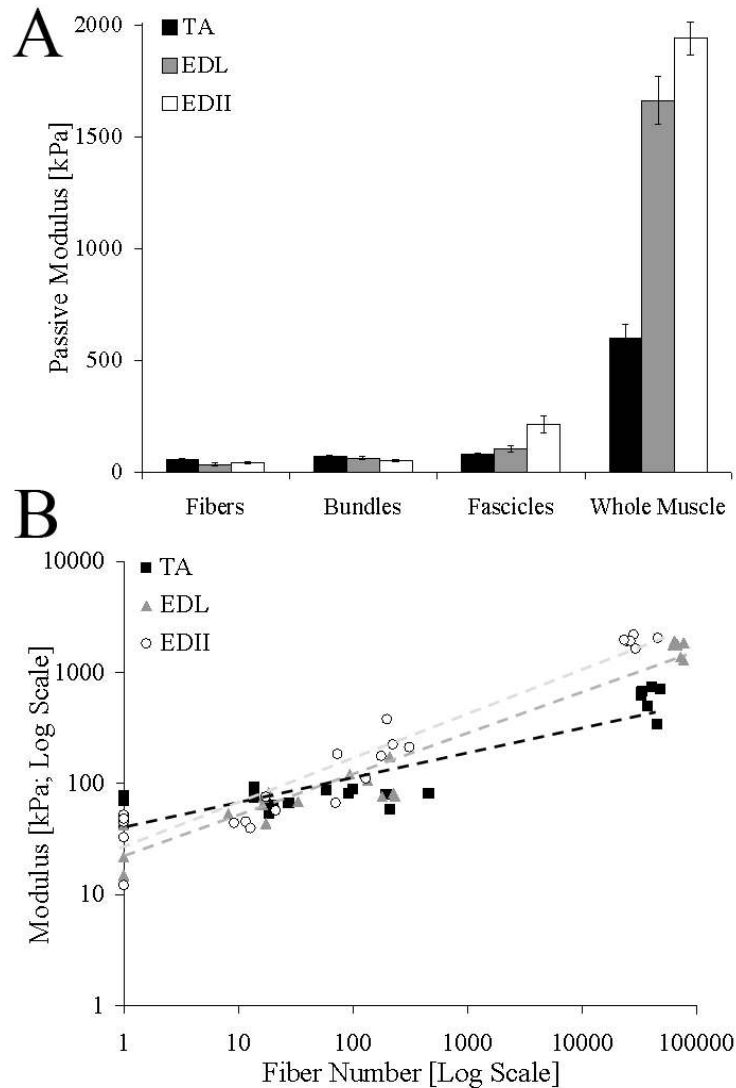 A
TA
EDL
EDII
Passive Modulus [kPa]
2000
1500
1000
500
0
Fibers Bundles Fascicles Whole Muscle
B
TA
EDL
EDII
Modulus [kPa; Log Scale]
10000
1000
100
10
1
1 10 100 1000 10000 100000
Fiber Number [Log Scale]